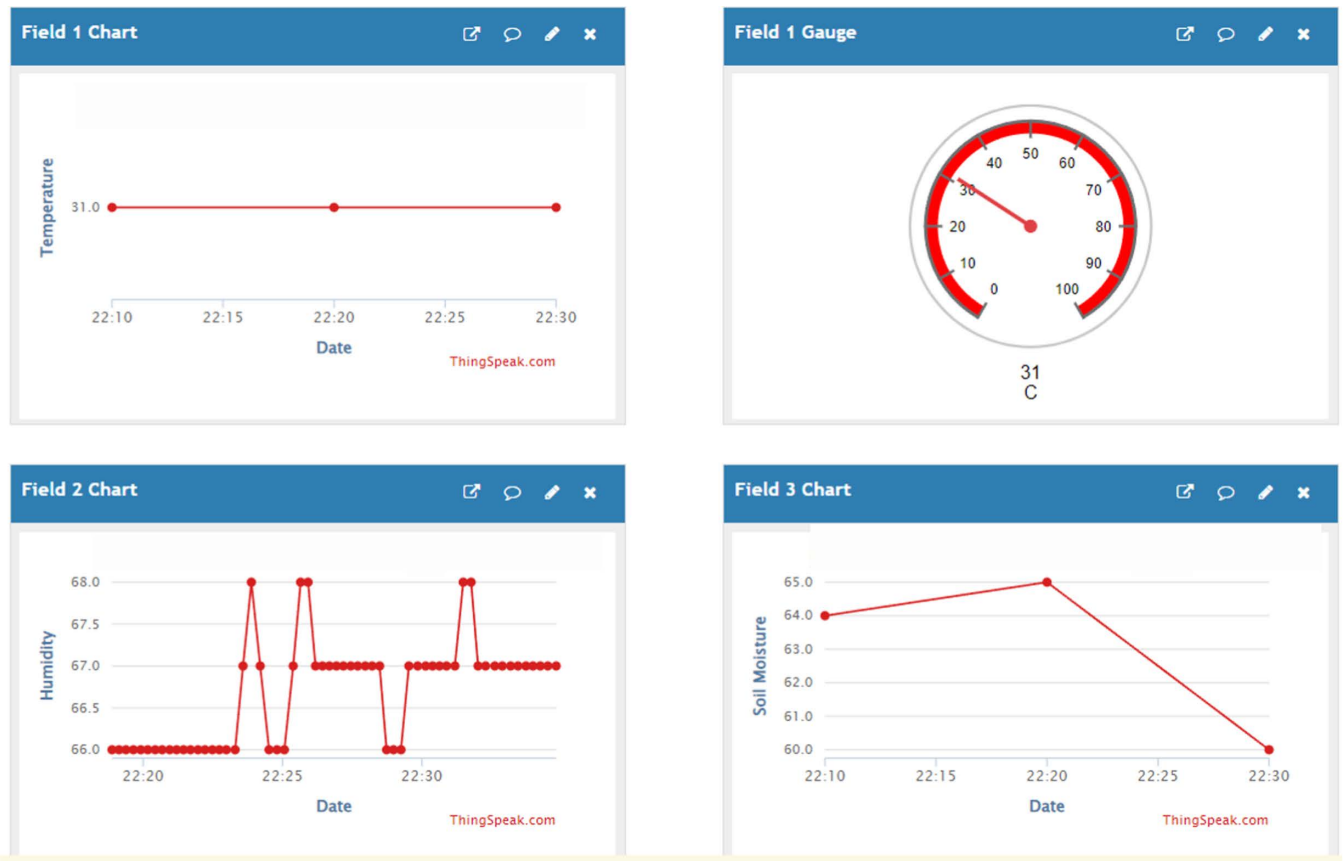 Field 1 Chart
Temperature
31.0
22:10 22:15 22:20 22:25 22:30
Date
ThingSpeak.com
Field 1 Gauge
0 10 20 30 40 50 60 70 80 90 100
31
C
Field 2 Chart
Humidity
68.0
67.5
67.0
66.5
66.0
22:20 22:25 22:30
Date
ThingSpeak.com
Field 3 Chart
Soil Moisture
65.0
64.0
63.0
62.0
61.0
60.0
22:10 22:15 22:20 22:25 22:30
Date
ThingSpeak.com